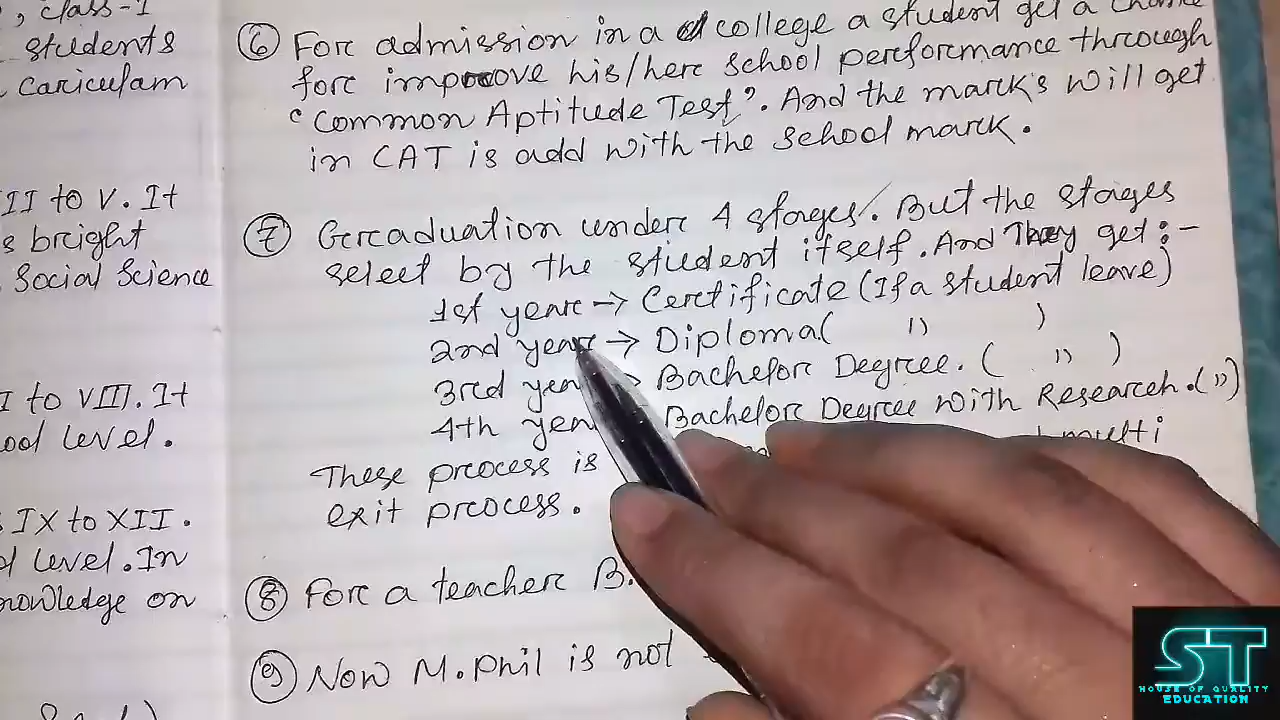 , class-1
students
cariculam
III to V. It
s bright
Social Science
I to VIII. It
ool level.
IX to XII.
level. In
nowledge on
⑥ For admission in a college a student get a chance
for improve his/here school performance through
"Common Aptitude Test". And the mark's will get
in CAT is add with the school mark.
⑦ Graduation under 4 stages. But the stages
select by the student itself. And They get :-
1st year → Certificate (If a student leave)
2nd year → Diploma ( ,, )
3rd year → Bachelor Degree. ( ,, )
4th year Bachelor Degree with Research. (,,)
These process is multi
exit process.
⑧ For a teacher B.
⑨ Now M.Phil is not
ST
HOUSE OF QUALITY
EDUCATION